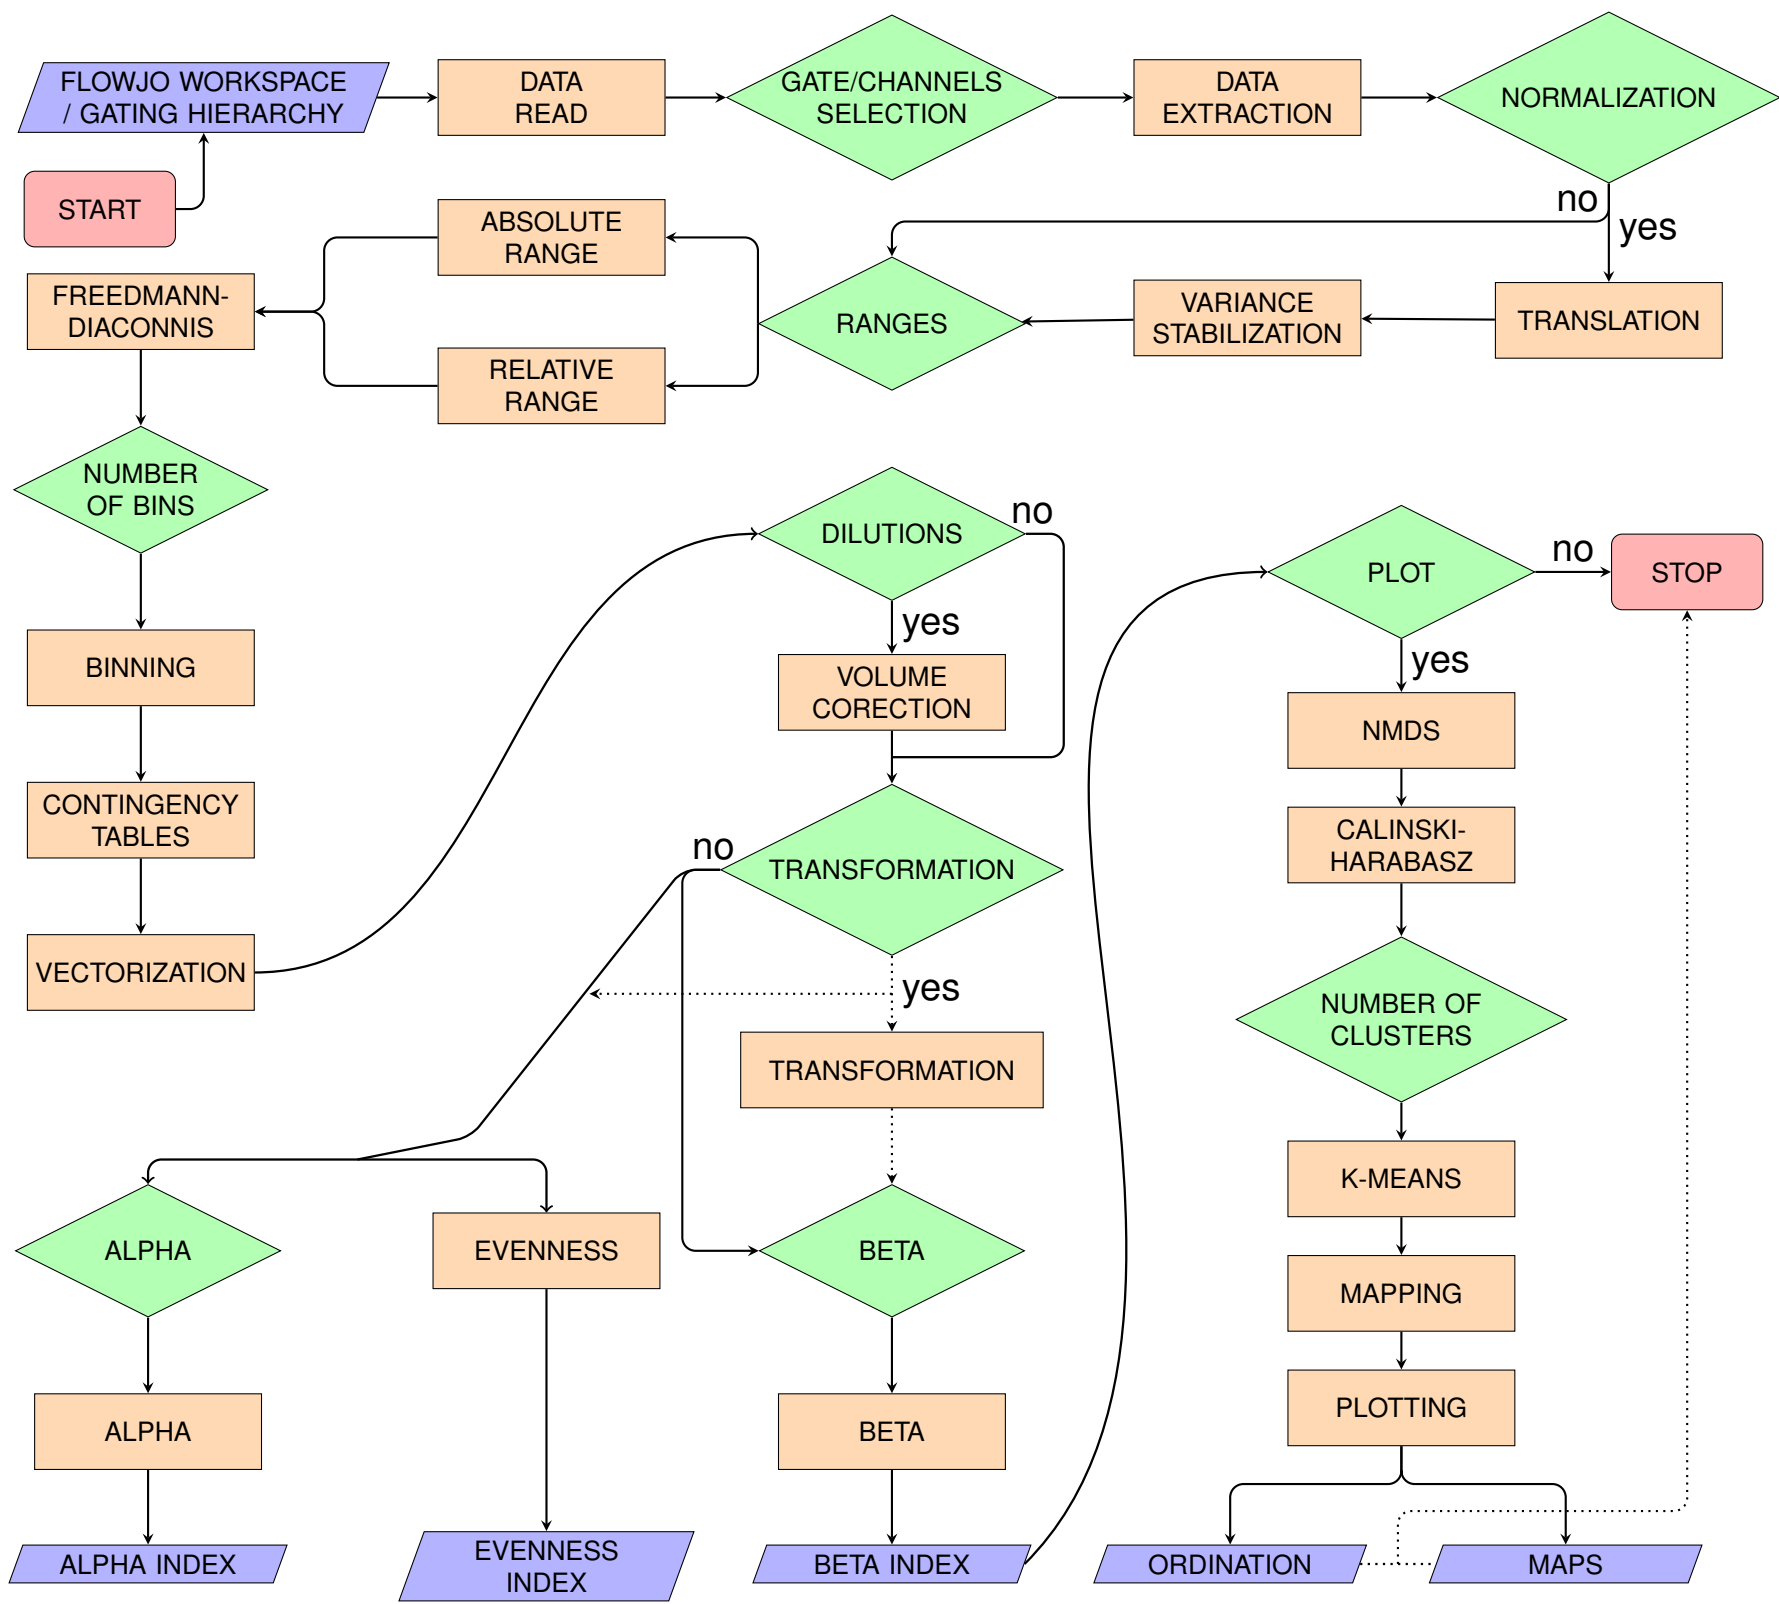 FLOWJO WORKSPACE
/ GATING HIERARCHY
DATA
READ
GATE/CHANNELS
SELECTION
DATA
EXTRACTION
NORMALIZATION
START
no
yes
ABSOLUTE
RANGE
FREEDMANN-
DIACONNIS
RANGES
VARIANCE
STABILIZATION
TRANSLATION
RELATIVE
RANGE
NUMBER
OF BINS
BINNING
CONTINGENCY
TABLES
VECTORIZATION
DILUTIONS
no
yes
VOLUME
CORECTION
TRANSFORMATION
no
yes
TRANSFORMATION
ALPHA
EVENNESS
BETA
ALPHA
BETA
ALPHA INDEX
EVENNESS
INDEX
BETA INDEX
PLOT
no
STOP
yes
NMDS
CALINSKI-
HARABASZ
NUMBER OF
CLUSTERS
K-MEANS
MAPPING
PLOTTING
ORDINATION
MAPS